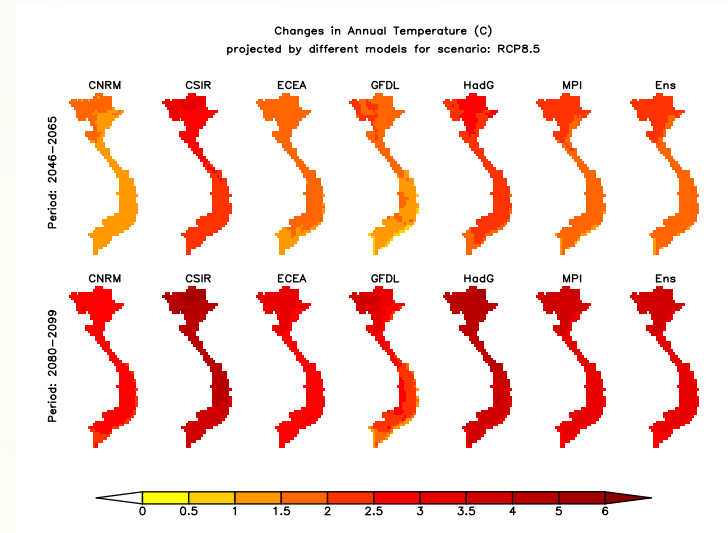 Changes in Annual Temperature (C)
projected by different models for scenario: RCP8.5
CNRM CSIR ECEA GFDL HadG MPI Ens
Period: 2046-2065
CNRM CSIR ECEA GFDL HadG MPI Ens
Period: 2080-2099
0 0.5 1 1.5 2 2.5 3 3.5 4 5 6